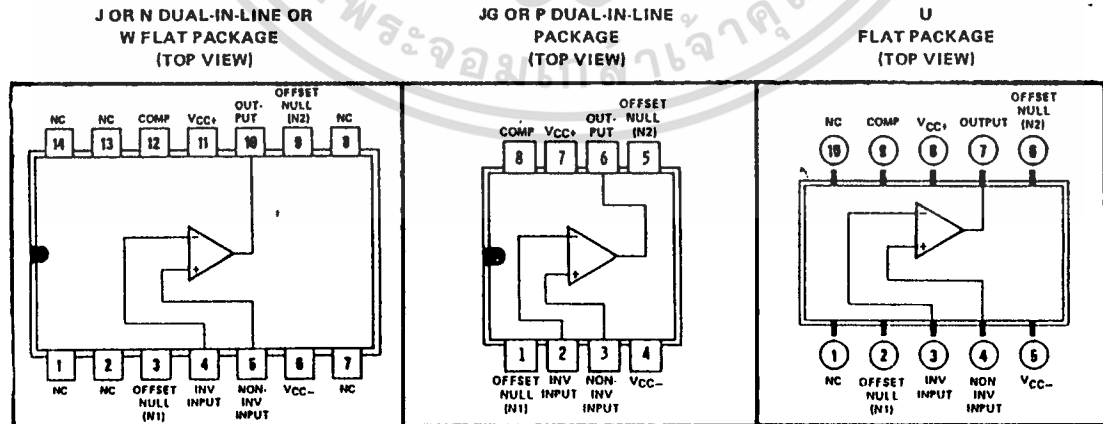 J OR N DUAL-IN-LINE OR
W FLAT PACKAGE
(TOP VIEW)
NC NC COMP VCC+ OUT-PUT OFFSET NULL (N2) NC
14 13 12 11 10 9 8
- +
1 2 3 4 5 6 7
NC NC OFFSET NULL (N1) INV INPUT NON-INV INPUT VCC- NC
JG OR P DUAL-IN-LINE
PACKAGE
(TOP VIEW)
COMP VCC+ OUT-PUT OFFSET NULL (N2)
8 7 6 5
- +
1 2 3 4
OFFSET NULL (N1) INV INPUT NON-INV INPUT VCC-
U
FLAT PACKAGE
(TOP VIEW)
NC COMP VCC+ OUTPUT OFFSET NULL (N2)
10 7
- +
1 2 3 4 5
NC OFFSET NULL (N1) INV INPUT NON INV INPUT VCC-